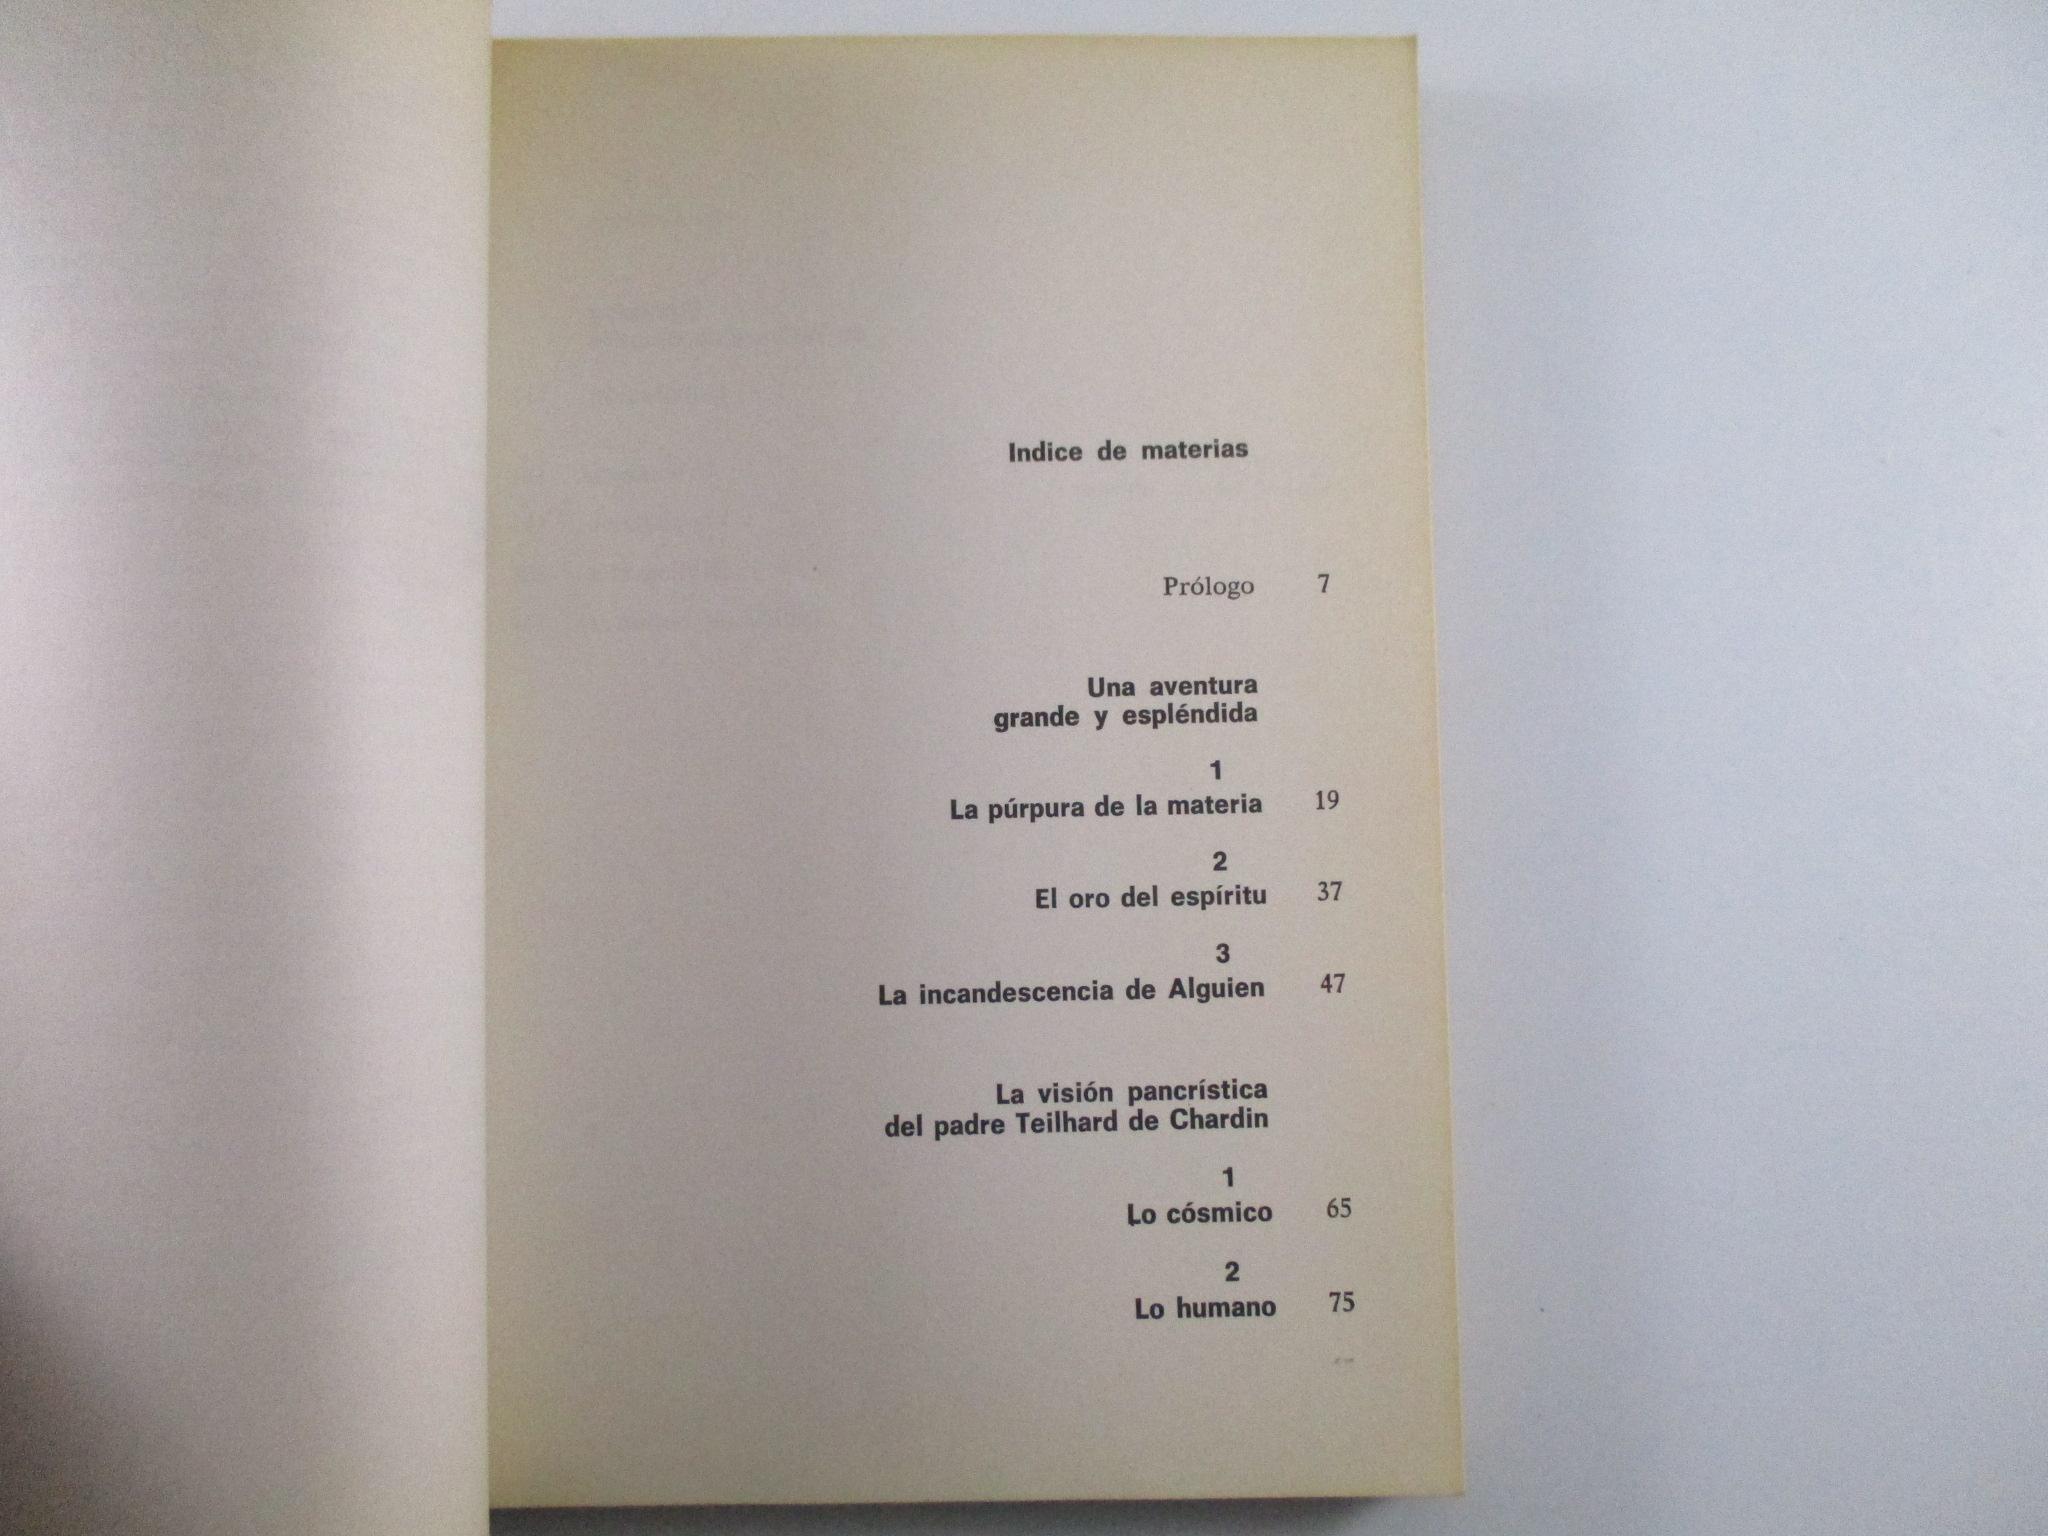 Indice de materias
Prólogo 7
Una aventura
grande y espléndida
1
La púrpura de la materia 19
2
El oro del espíritu 37
3
La incandescencia de Alguien 47
La visión pancrística
del padre Teilhard de Chardin
1
Lo cósmico 65
2
Lo humano 75